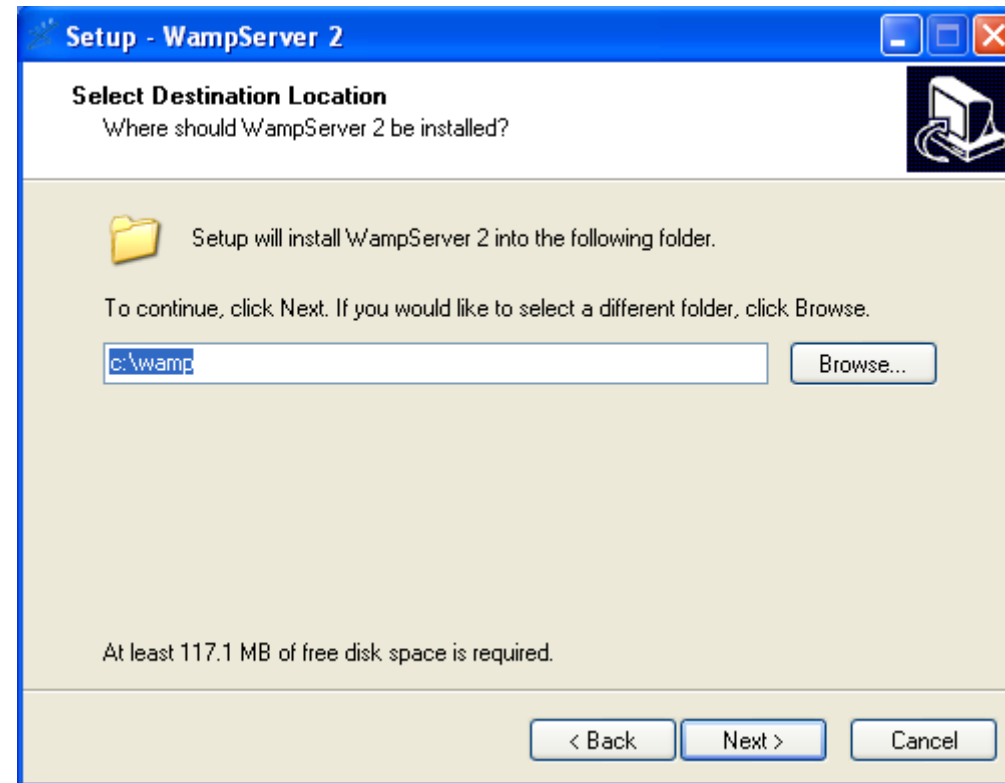 Setup - WampServer 2
Select Destination Location
Where should WampServer 2 be installed?
Setup will install WampServer 2 into the following folder.
To continue, click Next. If you would like to select a different folder, click Browse.
c:\wamp
Browse...
At least 117.1 MB of free disk space is required.
< Back
Next >
Cancel